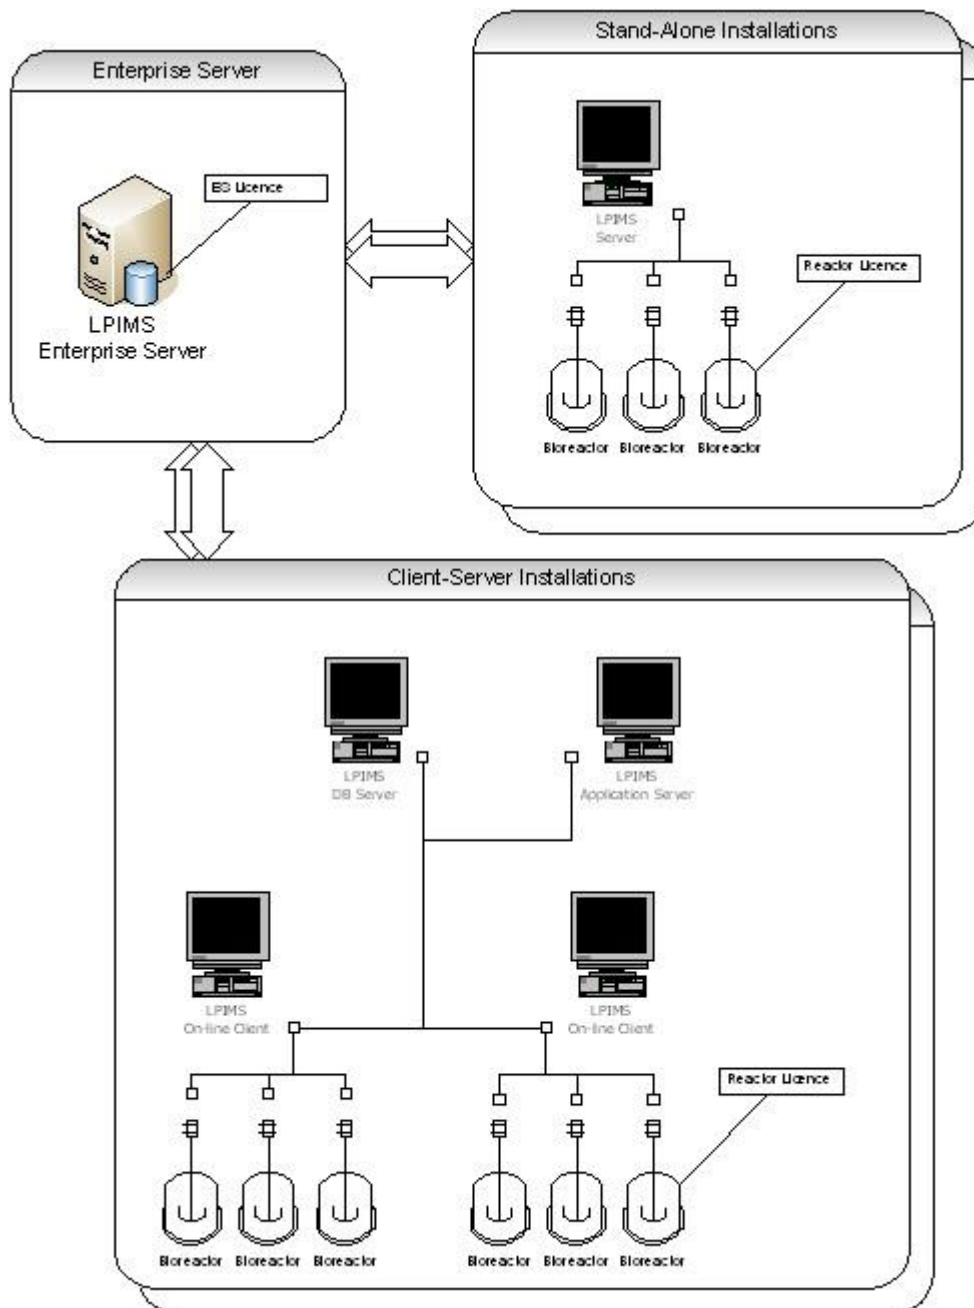 Stand-Alone Installations
Enterprise Server
ES Licence
LPIMS
Enterprise Server
LPIMS
Server
Reactor Licence
Bioreactor Bioreactor Bioreactor
Client-Server Installations
LPIMS
DB Server
LPIMS
Application Server
LPIMS
On-line Client
LPIMS
On-line Client
Reactor Licence
Bioreactor Bioreactor Bioreactor
Bioreactor Bioreactor Bioreactor